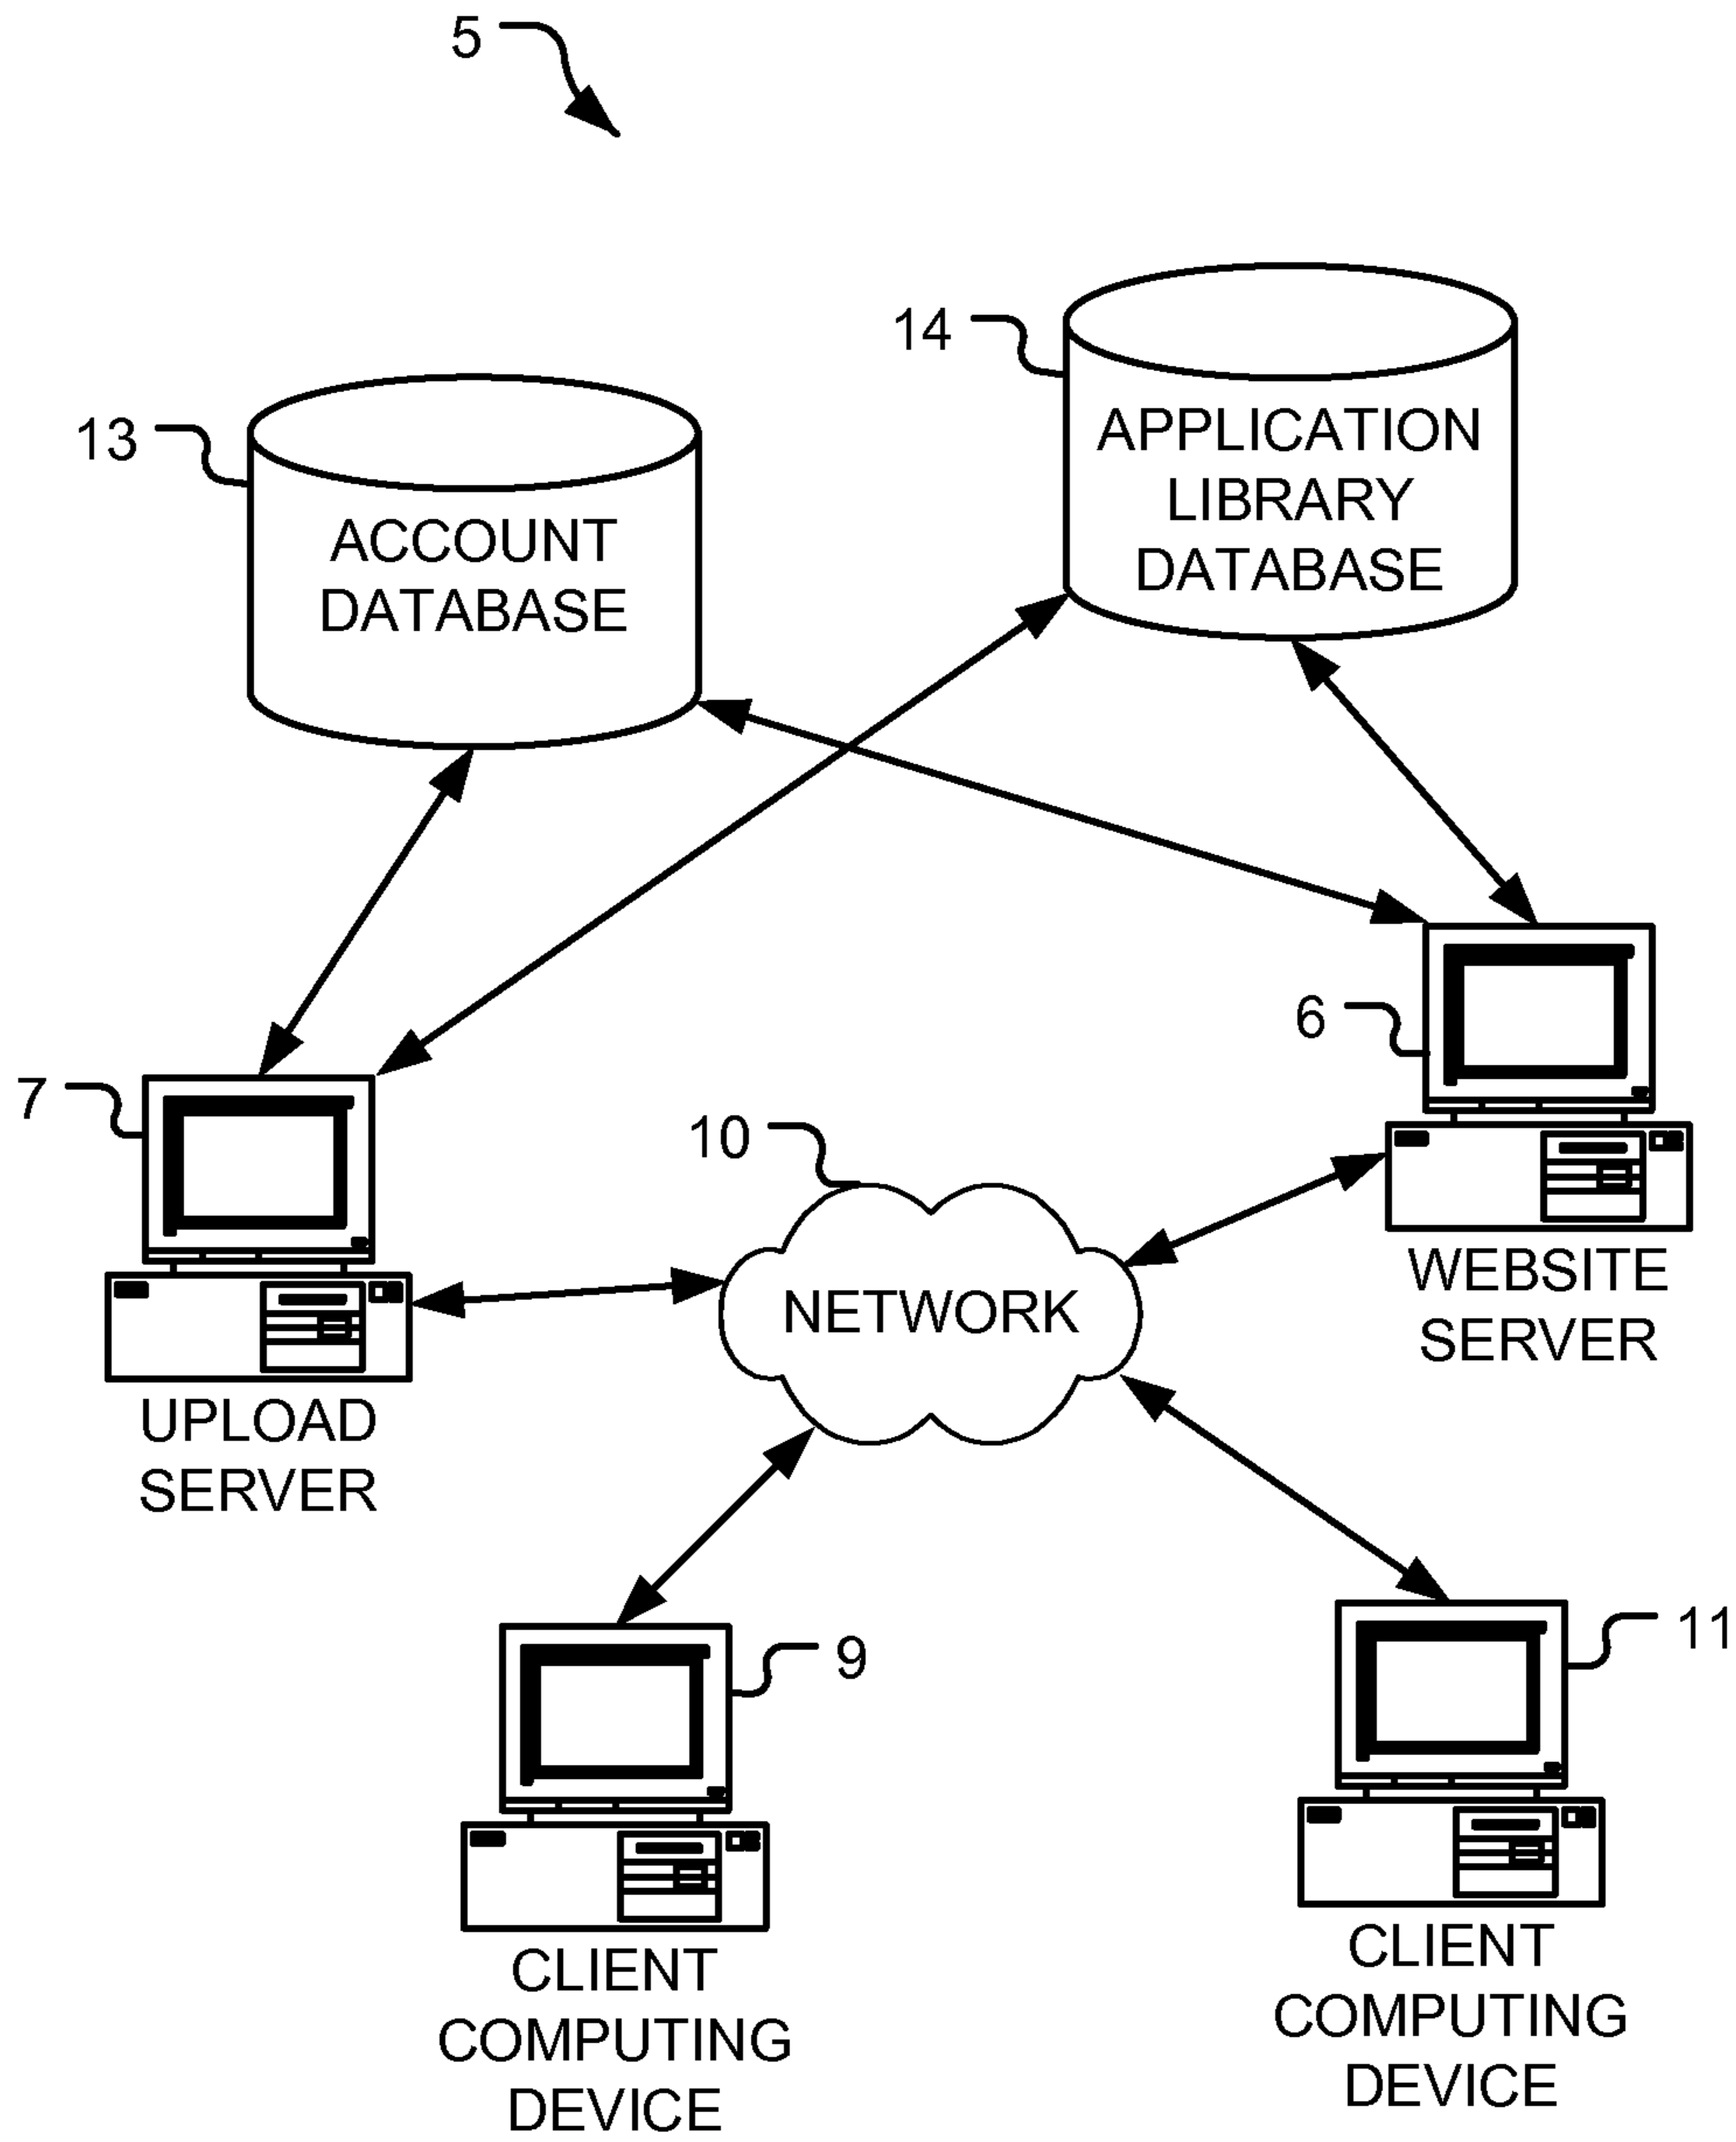 5
14
APPLICATION
LIBRARY
DATABASE
13
ACCOUNT
DATABASE
6
WEBSITE
SERVER
7
UPLOAD
SERVER
10
NETWORK
9
CLIENT
COMPUTING
DEVICE
11
CLIENT
COMPUTING
DEVICE